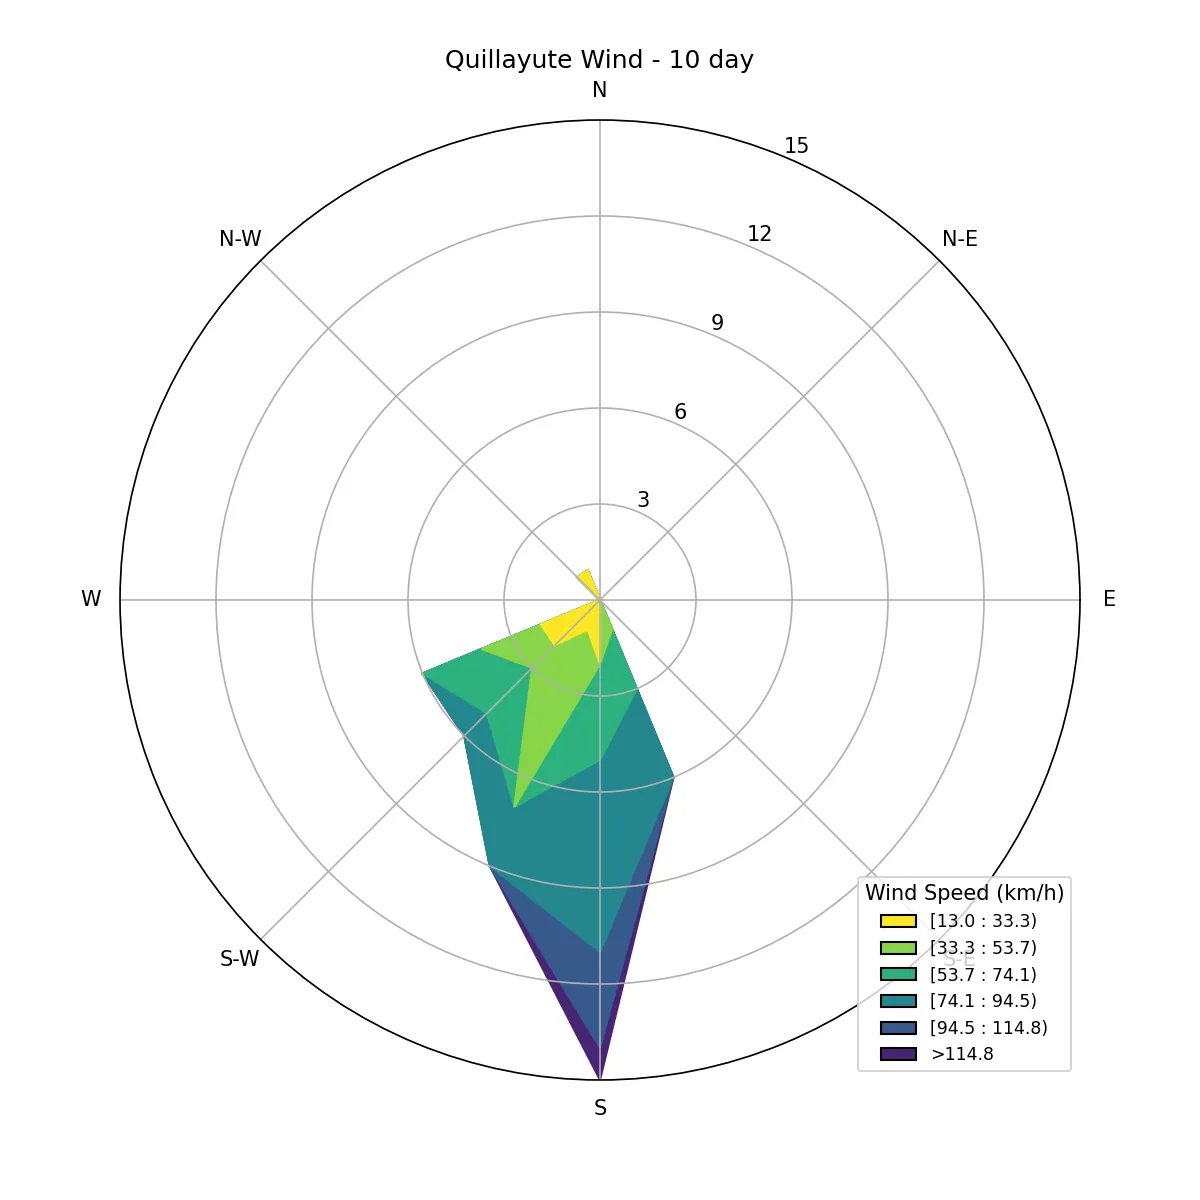 Quillayute Wind - 10 day
N
15
12
N-W
N-E
9
6
3
W
E
Wind Speed (km/h)
[13.0 : 33.3)
[33.3 : 53.7)
S-W
S-E
[53.7 : 74.1)
[74.1 : 94.5)
[94.5 : 114.8)
>114.8
S